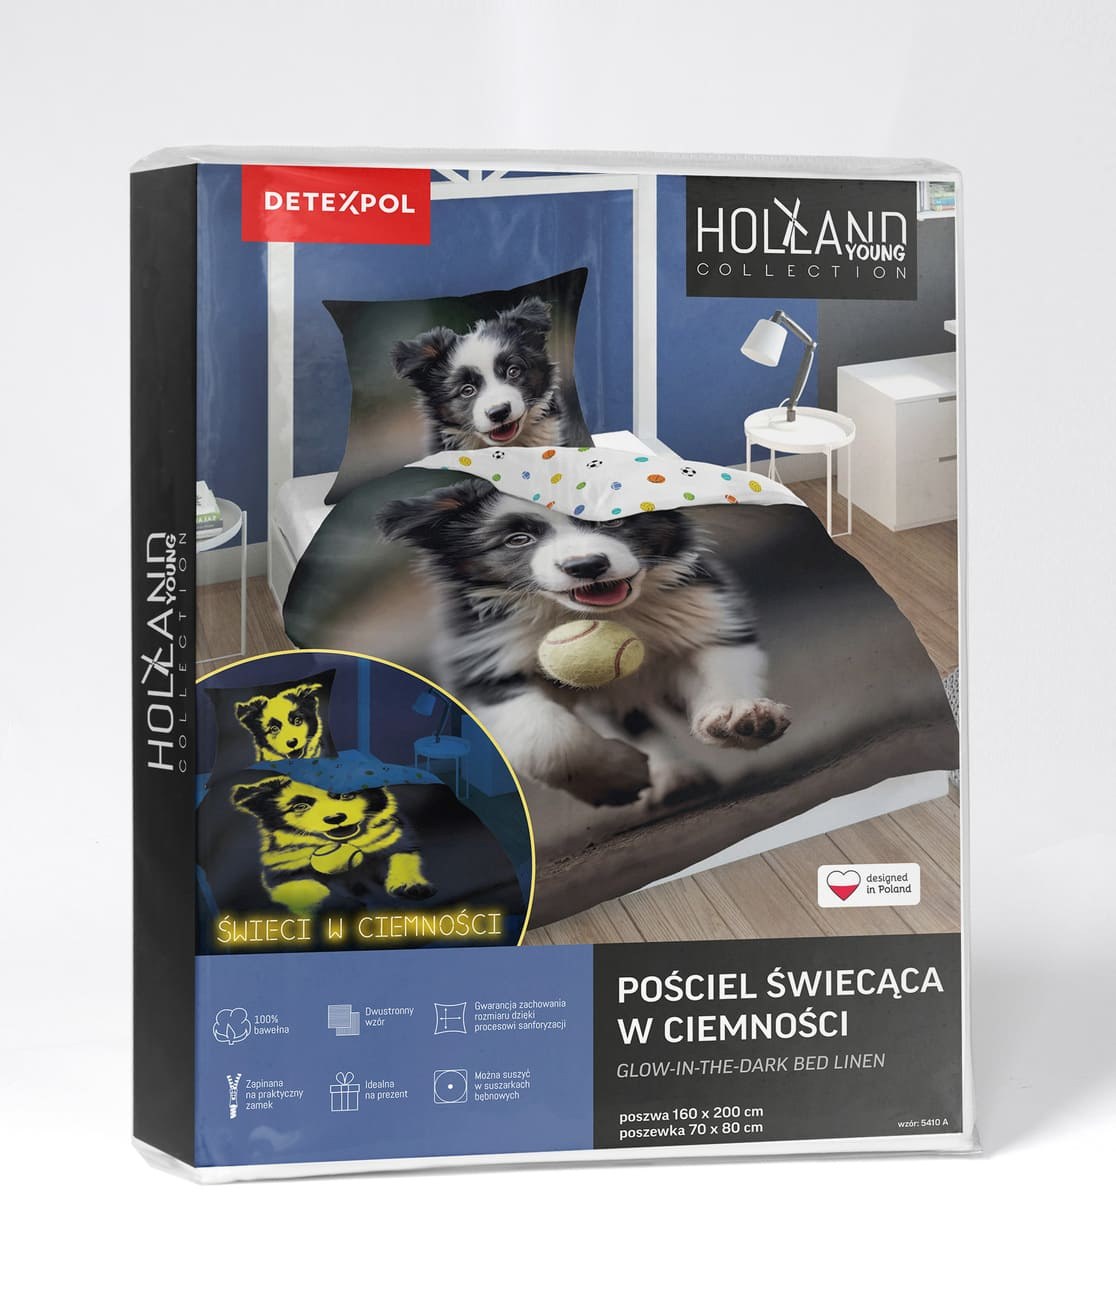 DETEXPOL
HOLLAND
YOUNG
COLLECTION
HOLLAND
YOUNG
COLLECTION
ŚWIECI W CIEMNOŚCI
designed
in Poland
100%
bawełna
Dwustronny
wzór
Gwarancja zachowania
rozmiaru dzięki
procesowi sanforyzacji
Zapinana
na praktyczny
zamek
Idealna
na prezent
Można suszyć
w suszarkach
bębnowych
POŚCIEL ŚWIECĄCA
W CIEMNOŚCI
GLOW-IN-THE-DARK BED LINEN
poszwa 160 x 200 cm
poszewka 70 x 80 cm
wzór: 5410 A